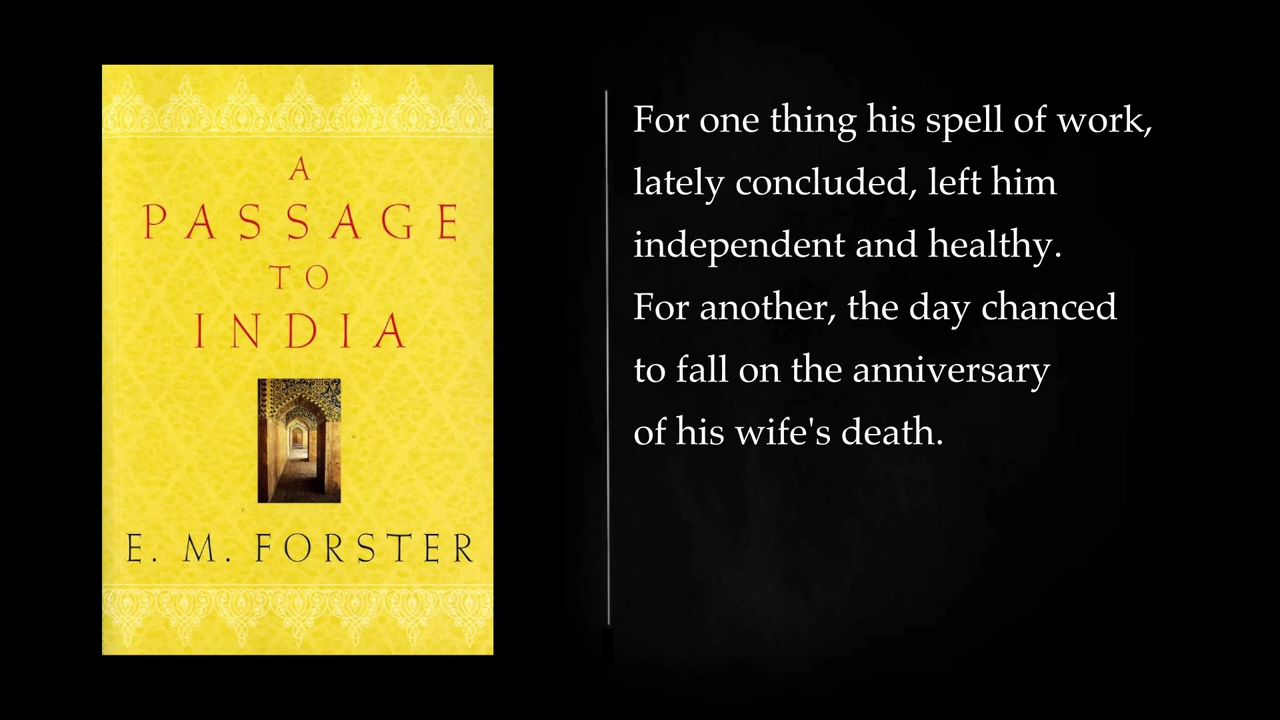 A
PASSAGE
TO
INDIA
E. M. FORSTER
For one thing his spell of work,
lately concluded, left him
independent and healthy.
For another, the day chanced
to fall on the anniversary
of his wife's death.